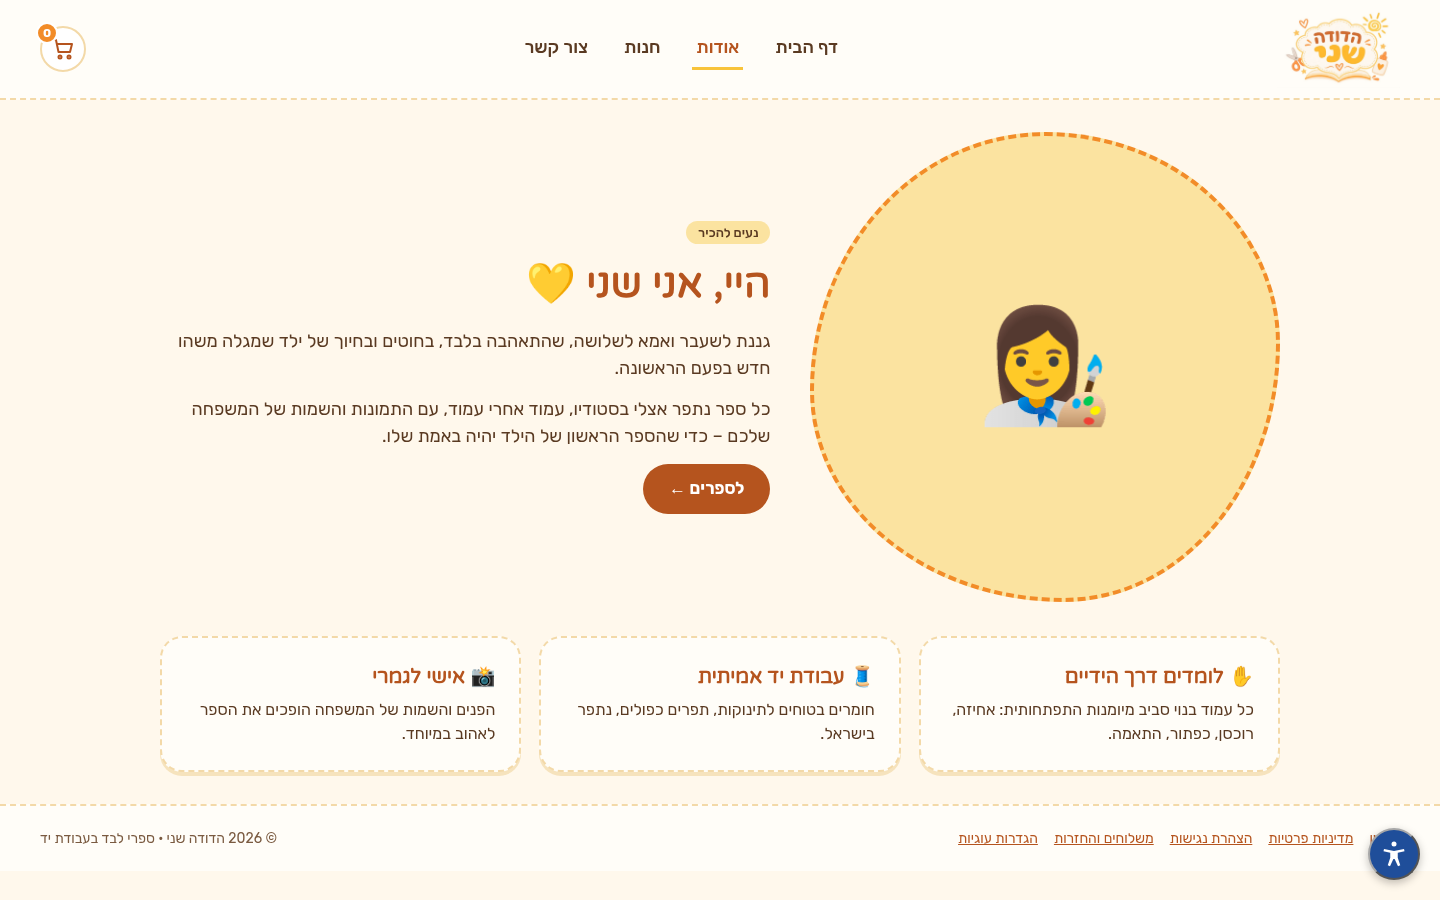 הדודה
שני
דף הבית
אודות
חנות
צור קשר
0
נעים להכיר
היי, אני שני 💛
גננת לשעבר ואמא לשלושה, שהתאהבה בלבד, בחוטים ובחיוך של ילד שמגלה משהו
חדש בפעם הראשונה.
כל ספר נתפר אצלי בסטודיו, עמוד אחרי עמוד, עם התמונות והשמות של המשפחה
שלכם – כדי שהספר הראשון של הילד יהיה באמת שלו.
לספרים ←
✋ לומדים דרך הידיים
כל עמוד בנוי סביב מיומנות התפתחותית: אחיזה,
רוכסן, כפתור, התאמה.
🧵 עבודת יד אמיתית
חומרים בטוחים לתינוקות, תפרים כפולים, נתפר
בישראל.
📸 אישי לגמרי
הפנים והשמות של המשפחה הופכים את הספר
לאהוב במיוחד.
מדיניות פרטיות
הצהרת נגישות
משלוחים והחזרות
הגדרות עוגיות
© 2026 הדודה שני • ספרי לבד בעבודת יד